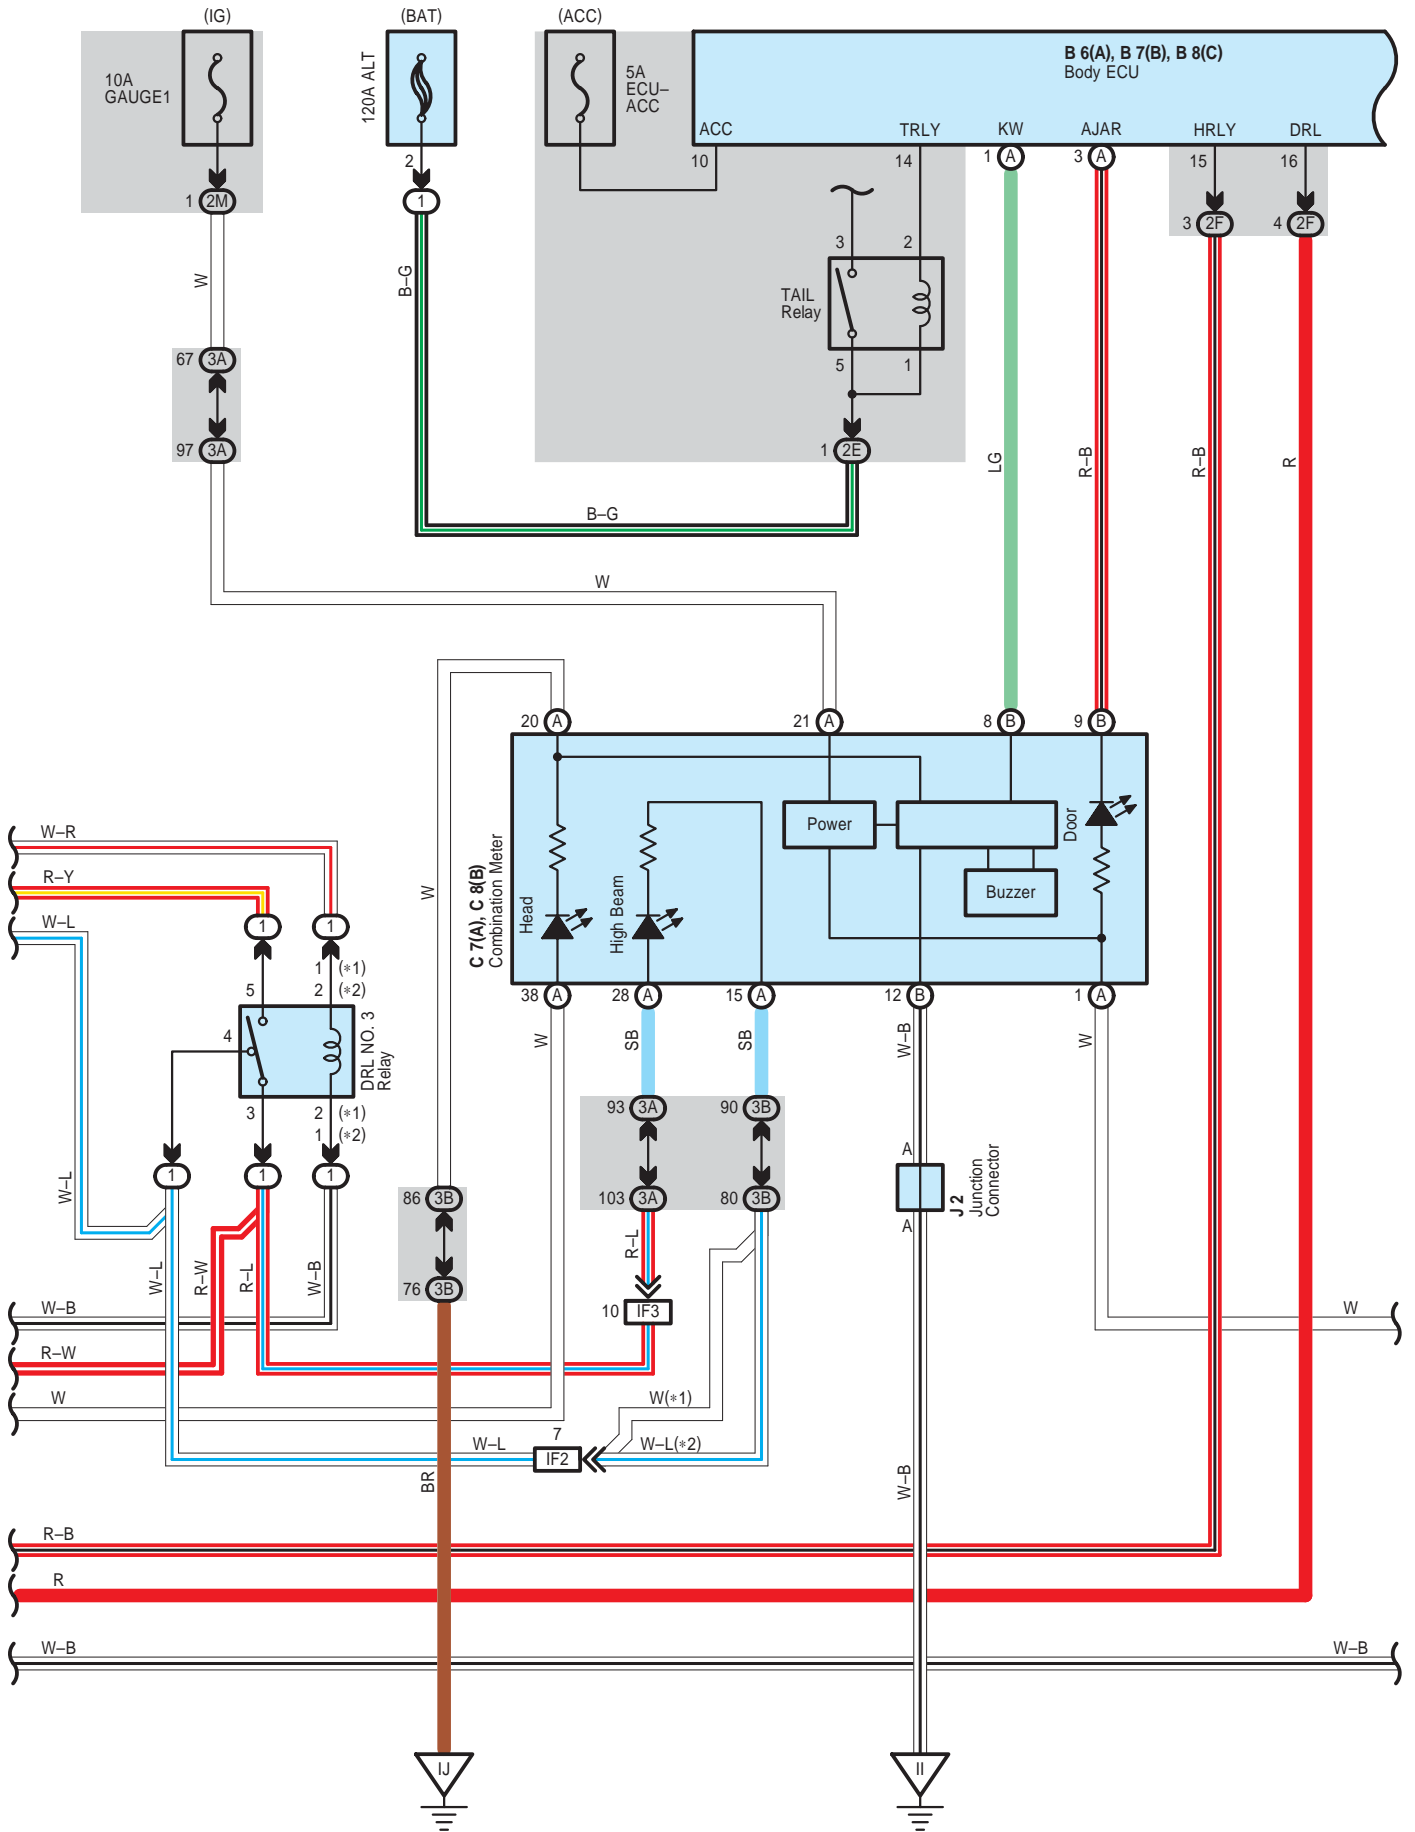 (IG)
(BAT)
(ACC)
10A
GAUGE1
120A ALT
5A
ECU–
ACC
B 6(A), B 7(B), B 8(C)
Body ECU
ACC
TRLY
KW
AJAR
HRLY
DRL
2
10
14
1 A
3 A
15
16
1 2M
1
3 2F
4 2F
3
2
W
B–G
TAIL
Relay
5
1
67 3A
97 3A
1 2E
LG
R–B
R–B
R
B–G
W
20 A
21 A
8 B
9 B
W
C 7(A), C 8(B)
Combination Meter
Head
High Beam
Power
Buzzer
Door
W–R
R–Y
W–L
1
1
5
1 (*1)
2 (*2)
4
DRL NO. 3
Relay
3
2 (*1)
1 (*2)
38 A
28 A
15 A
12 B
1 A
W
SB
SB
W–B
W
93 3A
90 3B
A
J 2
Junction
Connector
A
1
1
1
86 3B
103 3A
80 3B
W–L
W–L
R–W
R–L
W–B
R–L
76 3B
10 IF3
W–B
W
R–W
W
W(*1)
7
W–L
IF2
W–L(*2)
BR
W–B
R–B
R
W–B
W–B
IJ
II